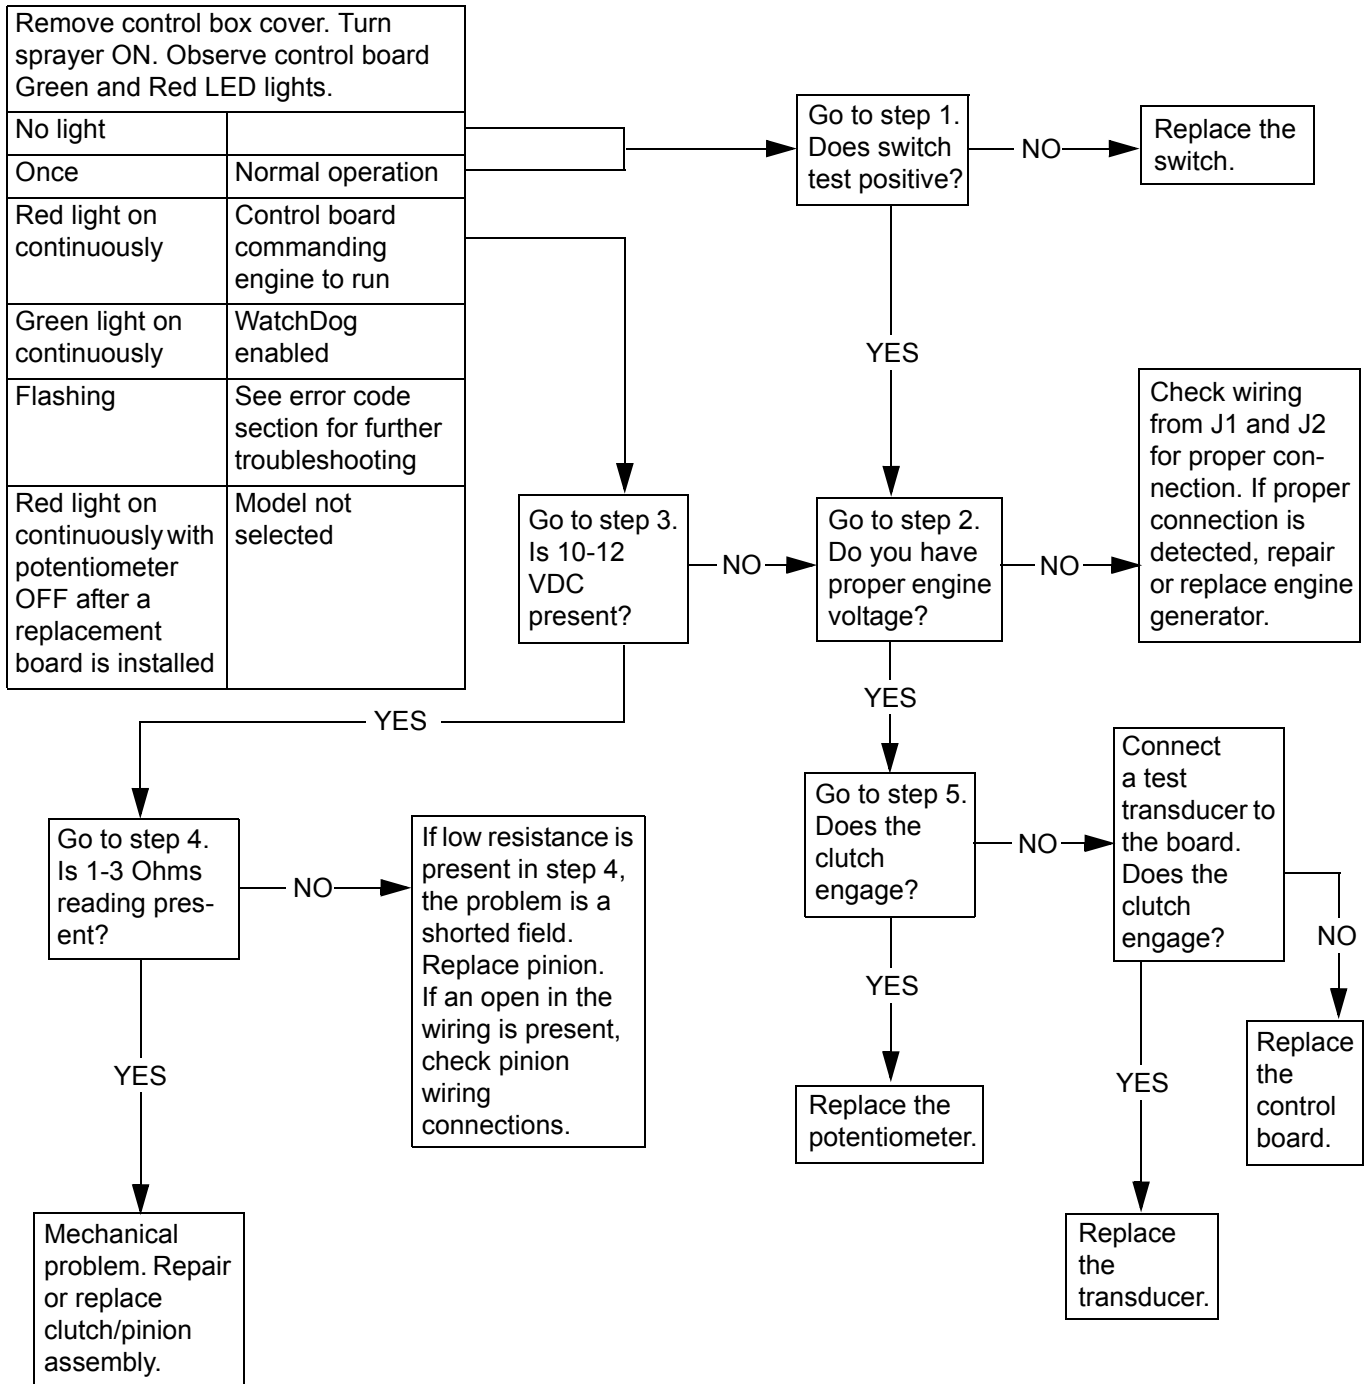 Remove control box cover. Turn
sprayer ON. Observe control board
Green and Red LED lights.
No light
Once
Normal operation
Red light on
continuously
Control board
commanding
engine to run
Green light on
continuously
WatchDog
enabled
Flashing
See error code
section for further
troubleshooting
Red light on
continuously with
potentiometer
OFF after a
replacement
board is installed
Model not
selected
Go to step 1.
Does switch
test positive?
NO
Replace the
switch.
YES
Go to step 3.
Is 10-12
VDC
present?
NO
Go to step 2.
Do you have
proper engine
voltage?
NO
Check wiring
from J1 and J2
for proper con-
nection. If proper
connection is
detected, repair
or replace engine
generator.
YES
YES
Go to step 4.
Is 1-3 Ohms
reading pres-
ent?
NO
If low resistance is
present in step 4,
the problem is a
shorted field.
Replace pinion.
If an open in the
wiring is present,
check pinion
wiring
connections.
Go to step 5.
Does the
clutch
engage?
NO
Connect
a test
transducer to
the board.
Does the
clutch
engage?
NO
YES
YES
YES
Replace the
potentiometer.
Replace
the
control
board.
Mechanical
problem. Repair
or replace
clutch/pinion
assembly.
Replace
the
transducer.